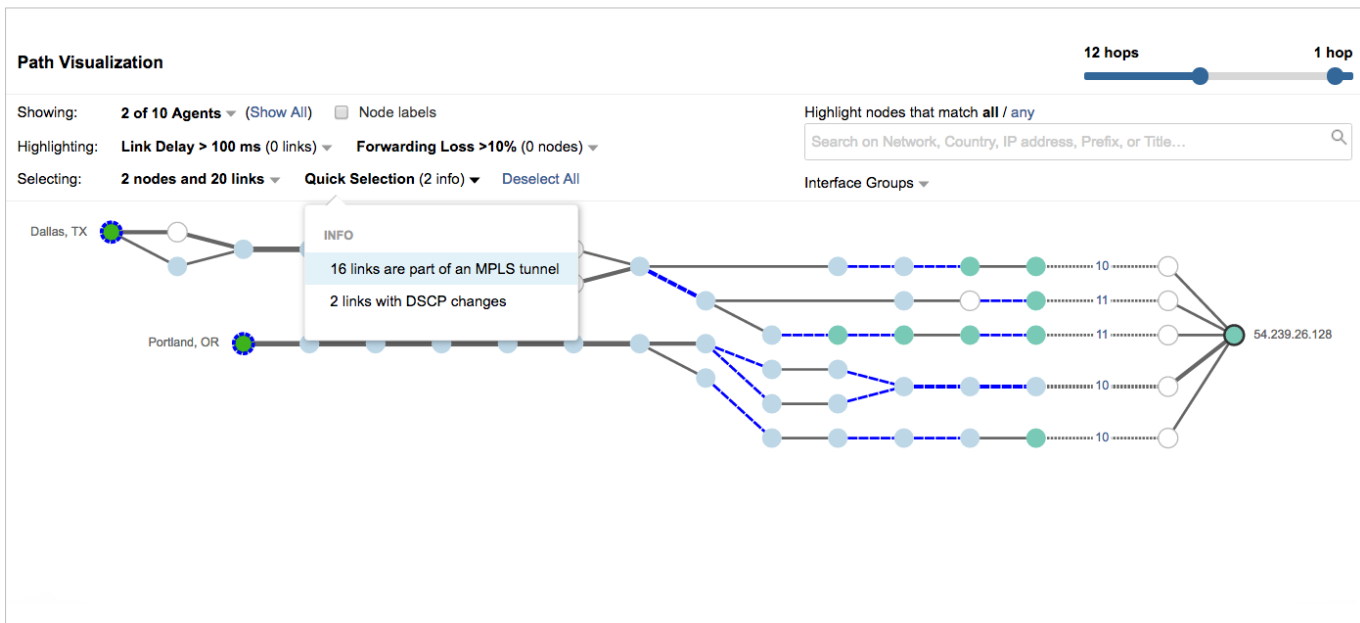 12 hops 1 hop
Path Visualization
Showing: 2 of 10 Agents (Show All) Node labels
Highlight nodes that match all / any
Highlighting: Link Delay > 100 ms (0 links) Forwarding Loss >10% (0 nodes)
Search on Network, Country, IP address, Prefix, or Title...
Selecting: 2 nodes and 20 links Quick Selection (2 info) Deselect All
Interface Groups
Dallas, TX
INFO
16 links are part of an MPLS tunnel
2 links with DSCP changes
Portland, OR
10
11
11
54.239.26.128
10
10